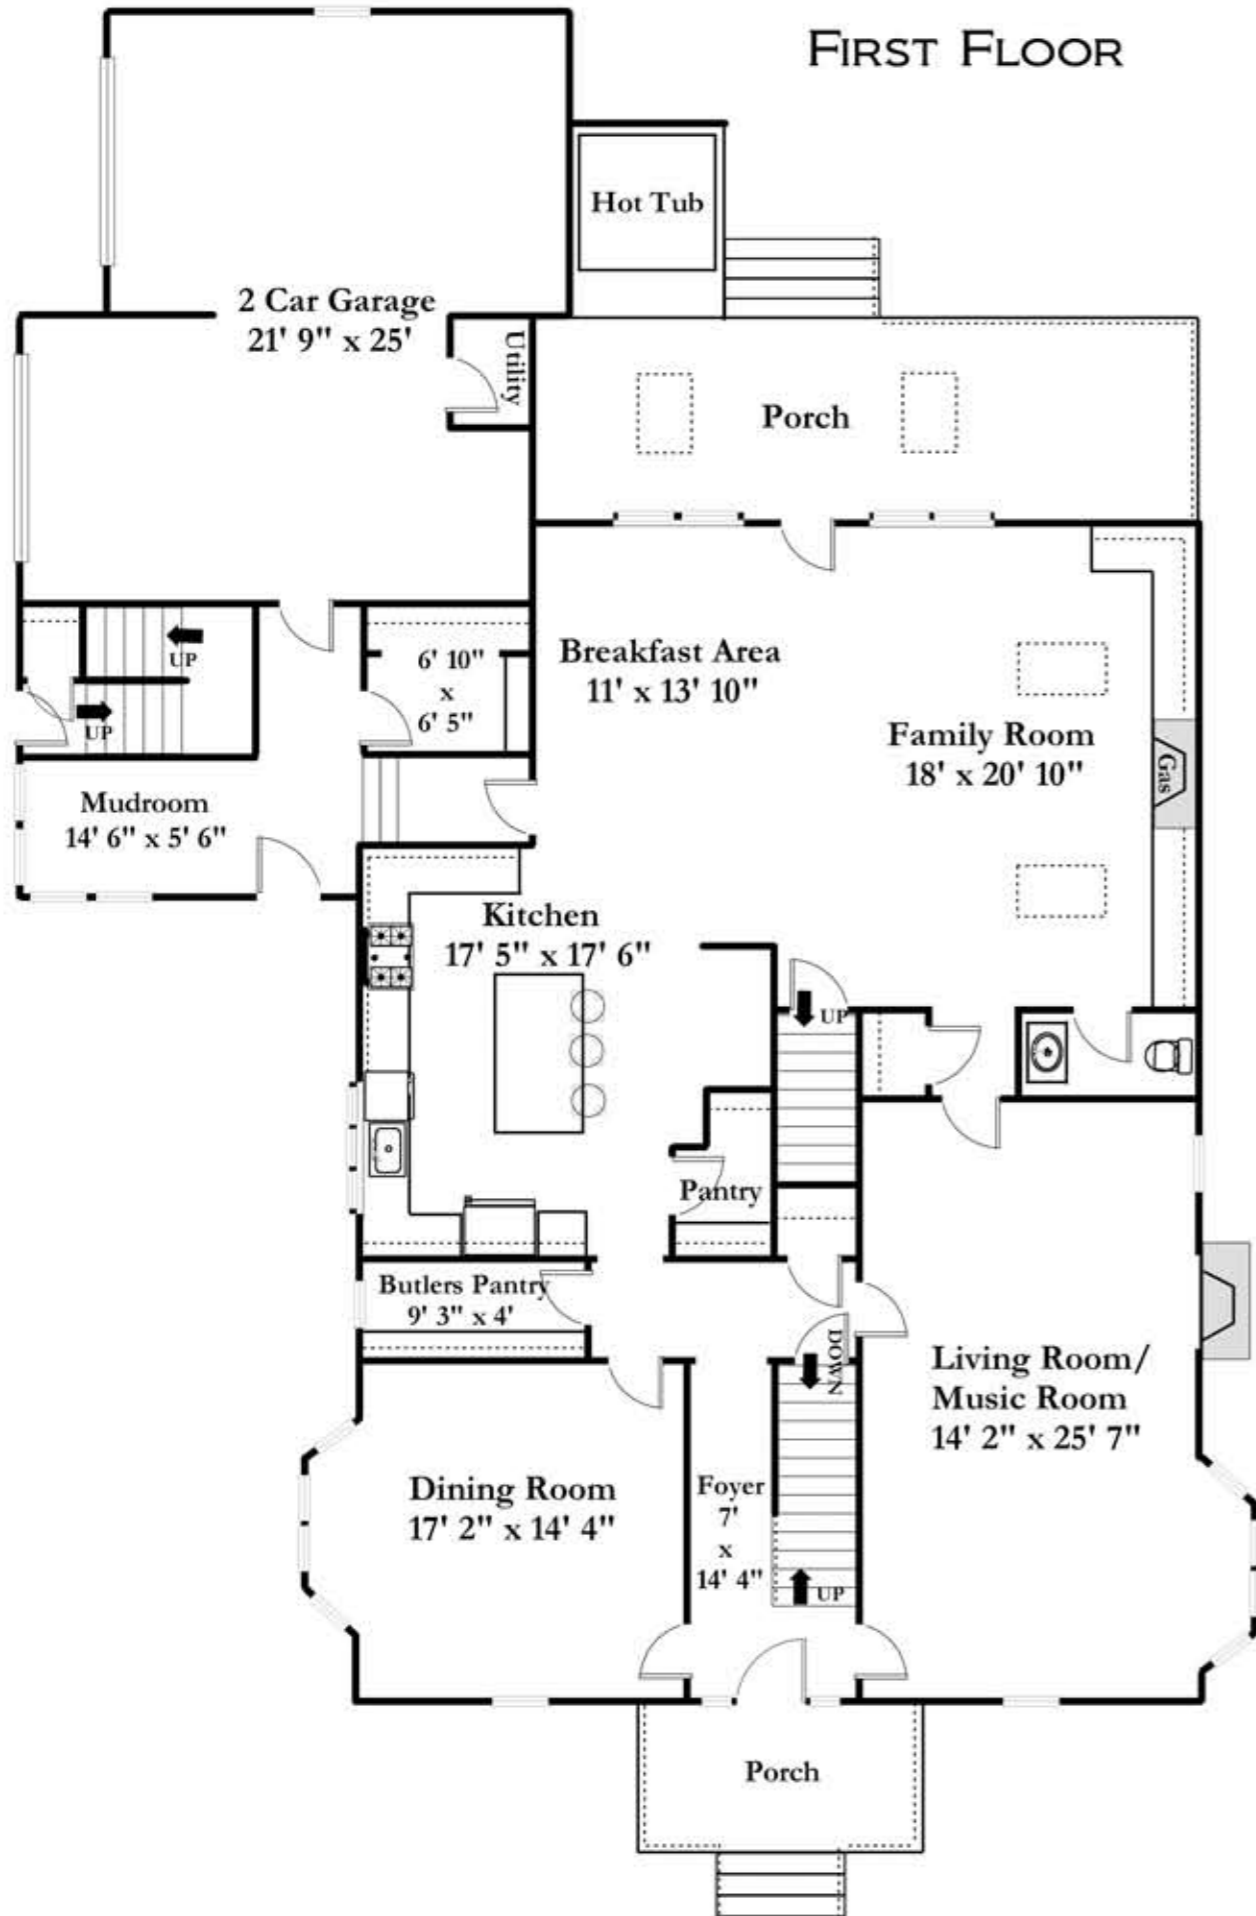 FIRST FLOOR
Hot Tub
2 Car Garage
21' 9" x 25'
Utility
Porch
6' 10"
x
6' 5"
UP
UP
Breakfast Area
11' x 13' 10"
Family Room
18' x 20' 10"
Gas
Mudroom
14' 6" x 5' 6"
Kitchen
17' 5" x 17' 6"
UP
Pantry
Butlers Pantry
9' 3" x 4'
DOWN
Living Room/
Music Room
14' 2" x 25' 7"
Dining Room
17' 2" x 14' 4"
Foyer
7'
x
14' 4"
UP
Porch